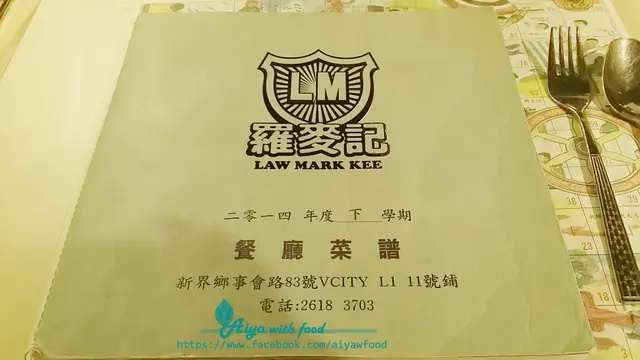 LM
羅麥記
LAW MARK KEE
二零一四 年度 下 學期
餐廳菜譜
新界鄉事會路83號VCITY L1 11號鋪
電話:2618 3703
Aiya with food
https://www.facebook.com/aiyawfood